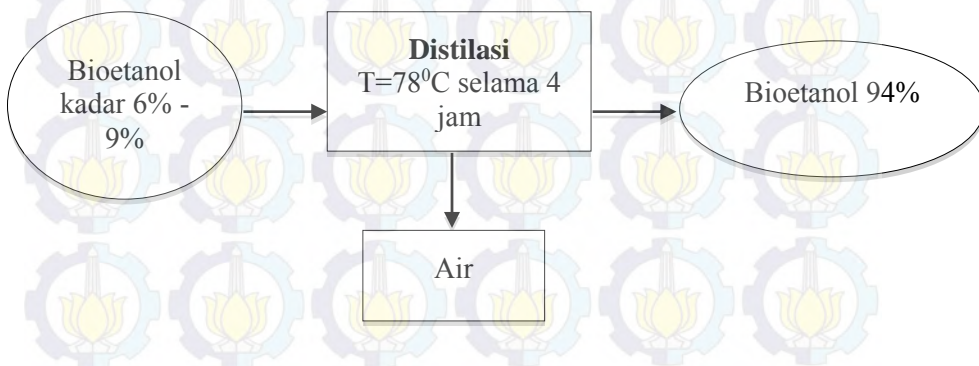 Bioetanol
kadar 6% -
9%
Distilasi
T=78⁰C selama 4
jam
Bioetanol 94%
Air